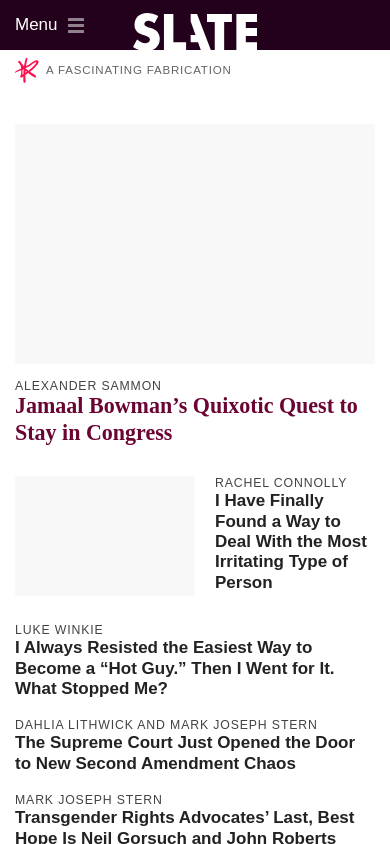 Menu
SLATE
A FASCINATING FABRICATION
ALEXANDER SAMMON
Jamaal Bowman’s Quixotic Quest to
Stay in Congress
RACHEL CONNOLLY
I Have Finally
Found a Way to
Deal With the Most
Irritating Type of
Person
LUKE WINKIE
I Always Resisted the Easiest Way to
Become a “Hot Guy.” Then I Went for It.
What Stopped Me?
DAHLIA LITHWICK AND MARK JOSEPH STERN
The Supreme Court Just Opened the Door
to New Second Amendment Chaos
MARK JOSEPH STERN
Transgender Rights Advocates’ Last, Best
Hope Is Neil Gorsuch and John Roberts